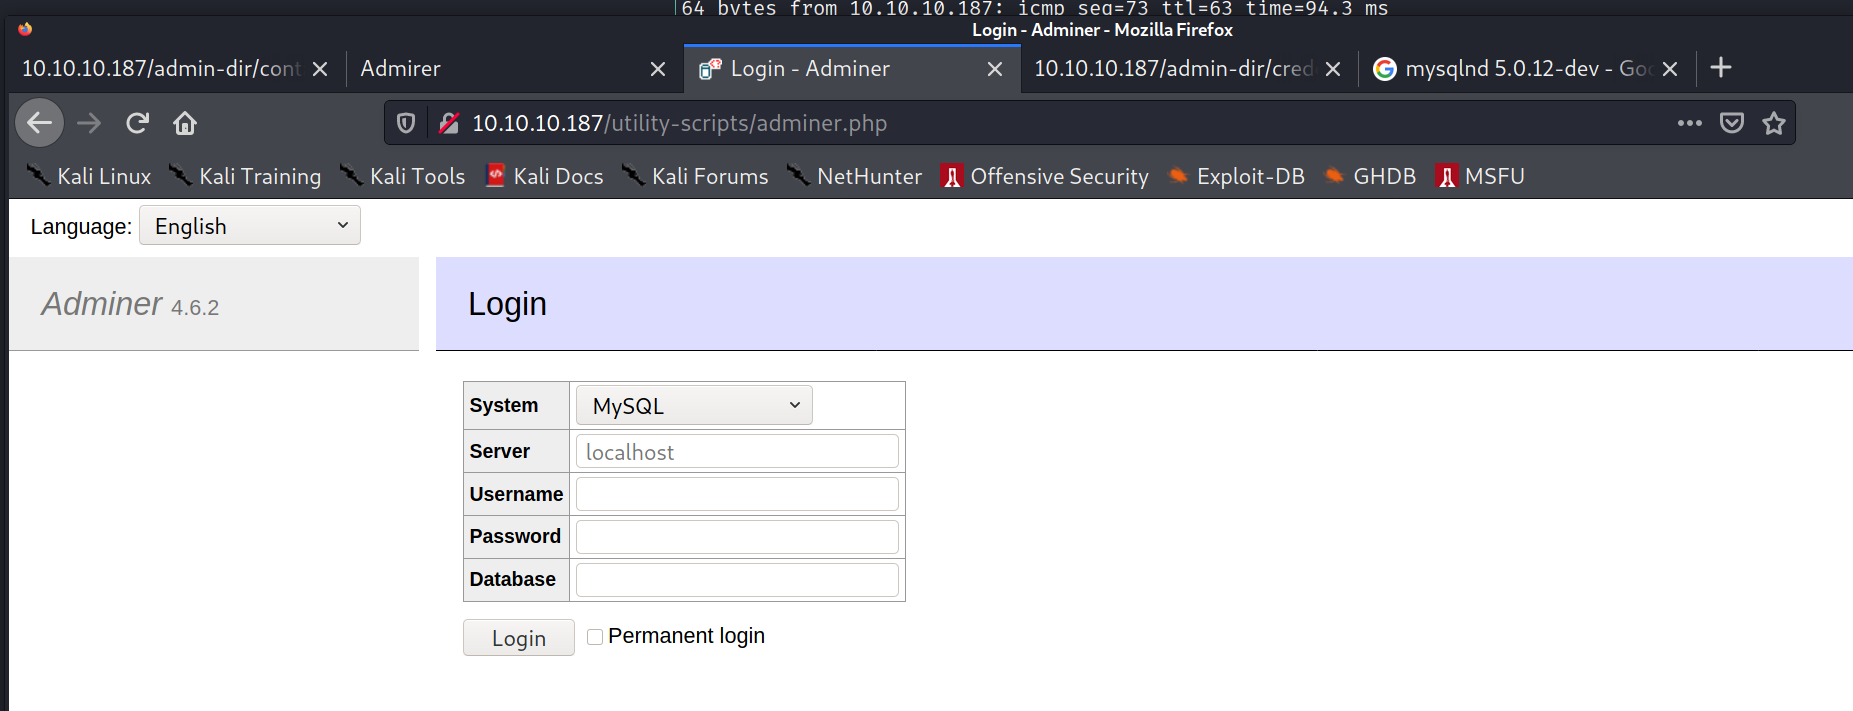 64 bytes from 10.10.10.187: icmp_seq=73 ttl=63 time=94.3 ms
Login - Adminer - Mozilla Firefox
10.10.10.187/admin-dir/cont
Admirer
Login - Adminer
10.10.10.187/admin-dir/cred
mysqlnd 5.0.12-dev - Goo
10.10.10.187/utility-scripts/adminer.php
Kali Linux
Kali Training
Kali Tools
Kali Docs
Kali Forums
NetHunter
Offensive Security
Exploit-DB
GHDB
MSFU
Language: English
Adminer 4.6.2
Login
System MySQL
Server localhost
Username
Password
Database
Login Permanent login